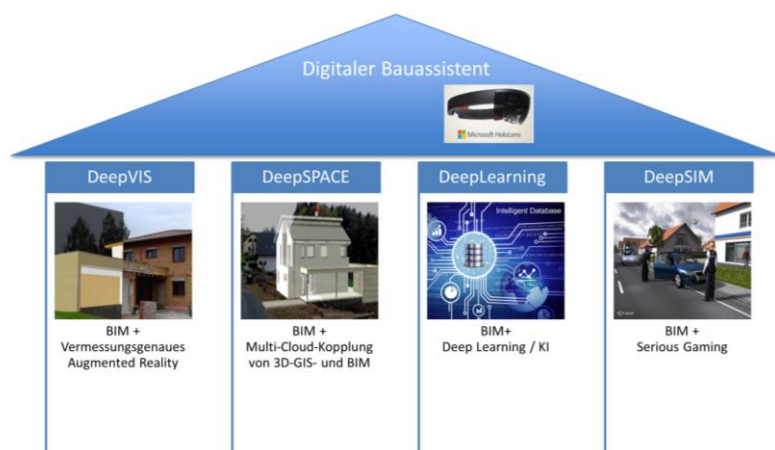 Digitaler Bauassistent
Microsoft HoloLens
DeepVIS
DeepSPACE
DeepLearning
DeepSIM
Intelligent Database
BIM +
Vermessungsgenaues
Augmented Reality
BIM +
Multi-Cloud-Kopplung
von 3D-GIS- und BIM
BIM+
Deep Learning / KI
BIM +
Serious Gaming